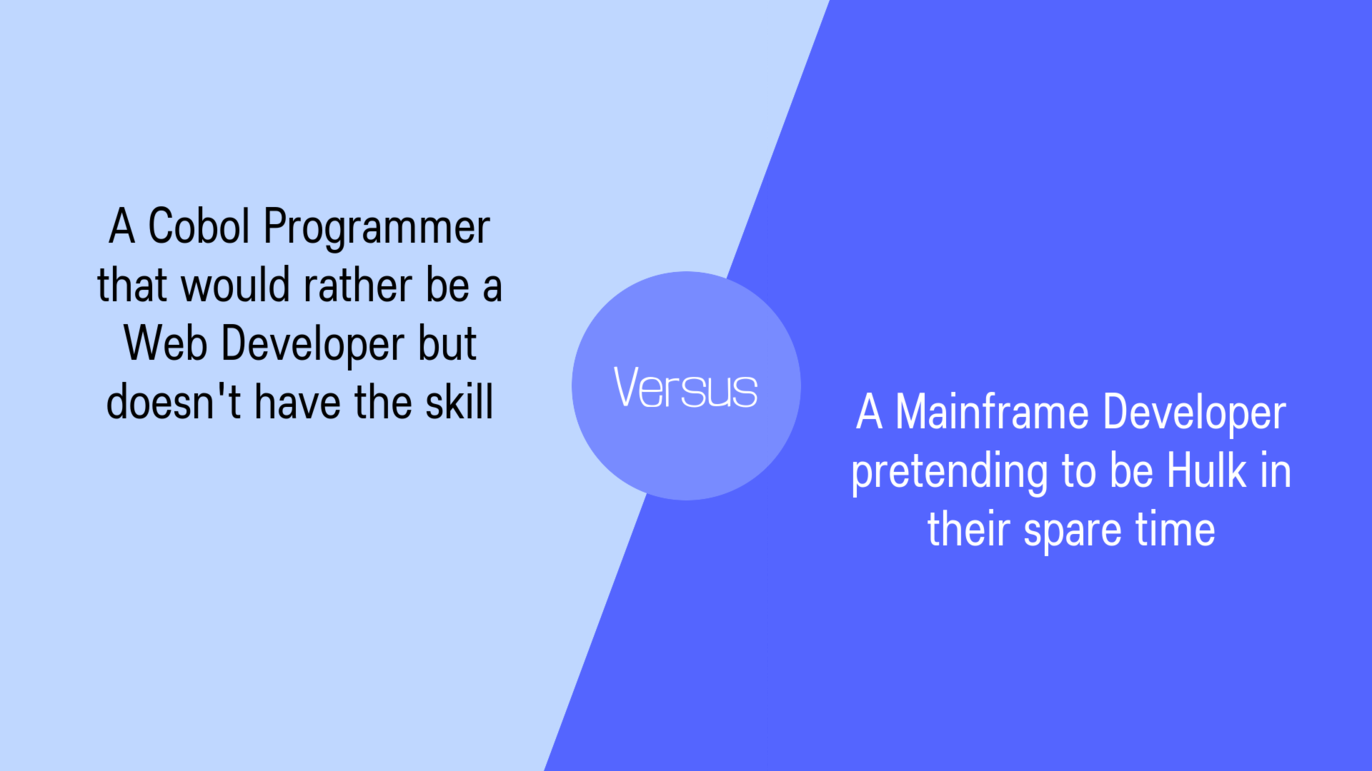 A Cobol Programmer
that would rather be a
Web Developer but
doesn't have the skill
Versus
A Mainframe Developer
pretending to be Hulk in
their spare time